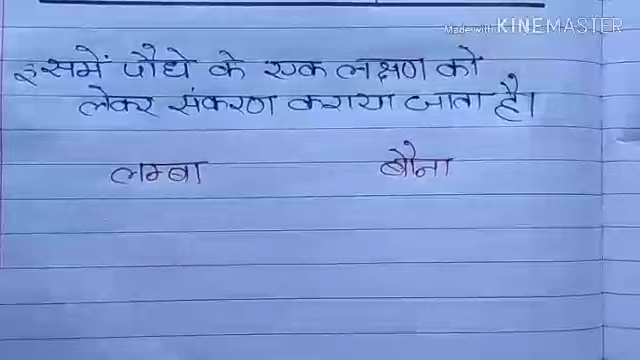 Made with KINEMASTER
इसमें पौधे के एक लक्षण को
लेकर संकरण कराया जाता है।
लम्बा बौना